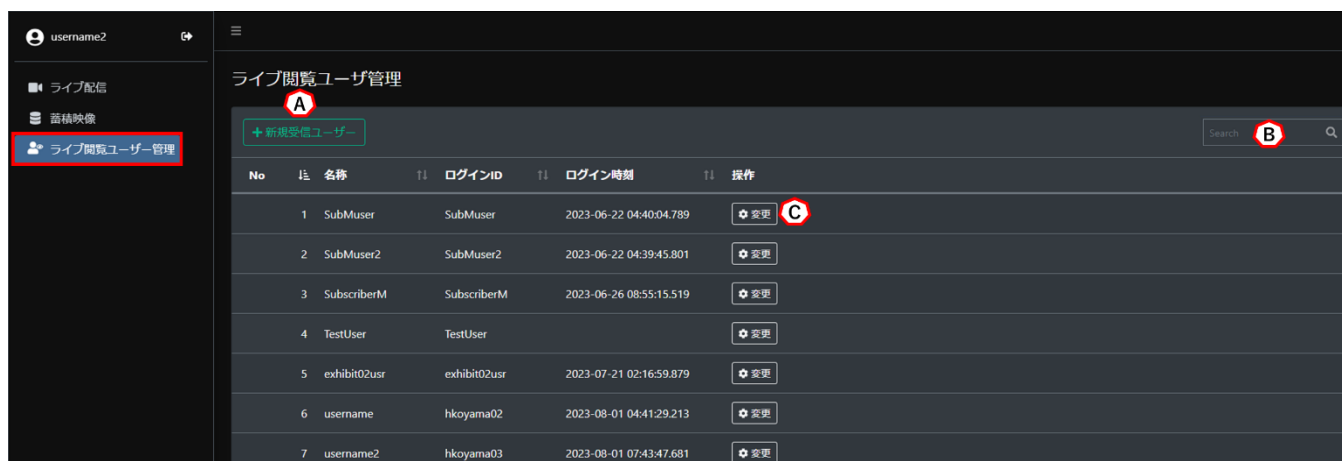 username2
ライブ配信
蓄積映像
ライブ閲覧ユーザー管理
ライブ閲覧ユーザ管理
A
新規受信ユーザー
Search
B
No 名称 ログインID ログイン時刻 操作
1 SubMuser SubMuser 2023-06-22 04:40:04.789 変更 C
2 SubMuser2 SubMuser2 2023-06-22 04:39:45.801 変更
3 SubscriberM SubscriberM 2023-06-26 08:55:15.519 変更
4 TestUser TestUser 変更
5 exhibit02usr exhibit02usr 2023-07-21 02:16:59.879 変更
6 username hkoyama02 2023-08-01 04:41:29.213 変更
7 username2 hkoyama03 2023-08-01 07:43:47.681 変更